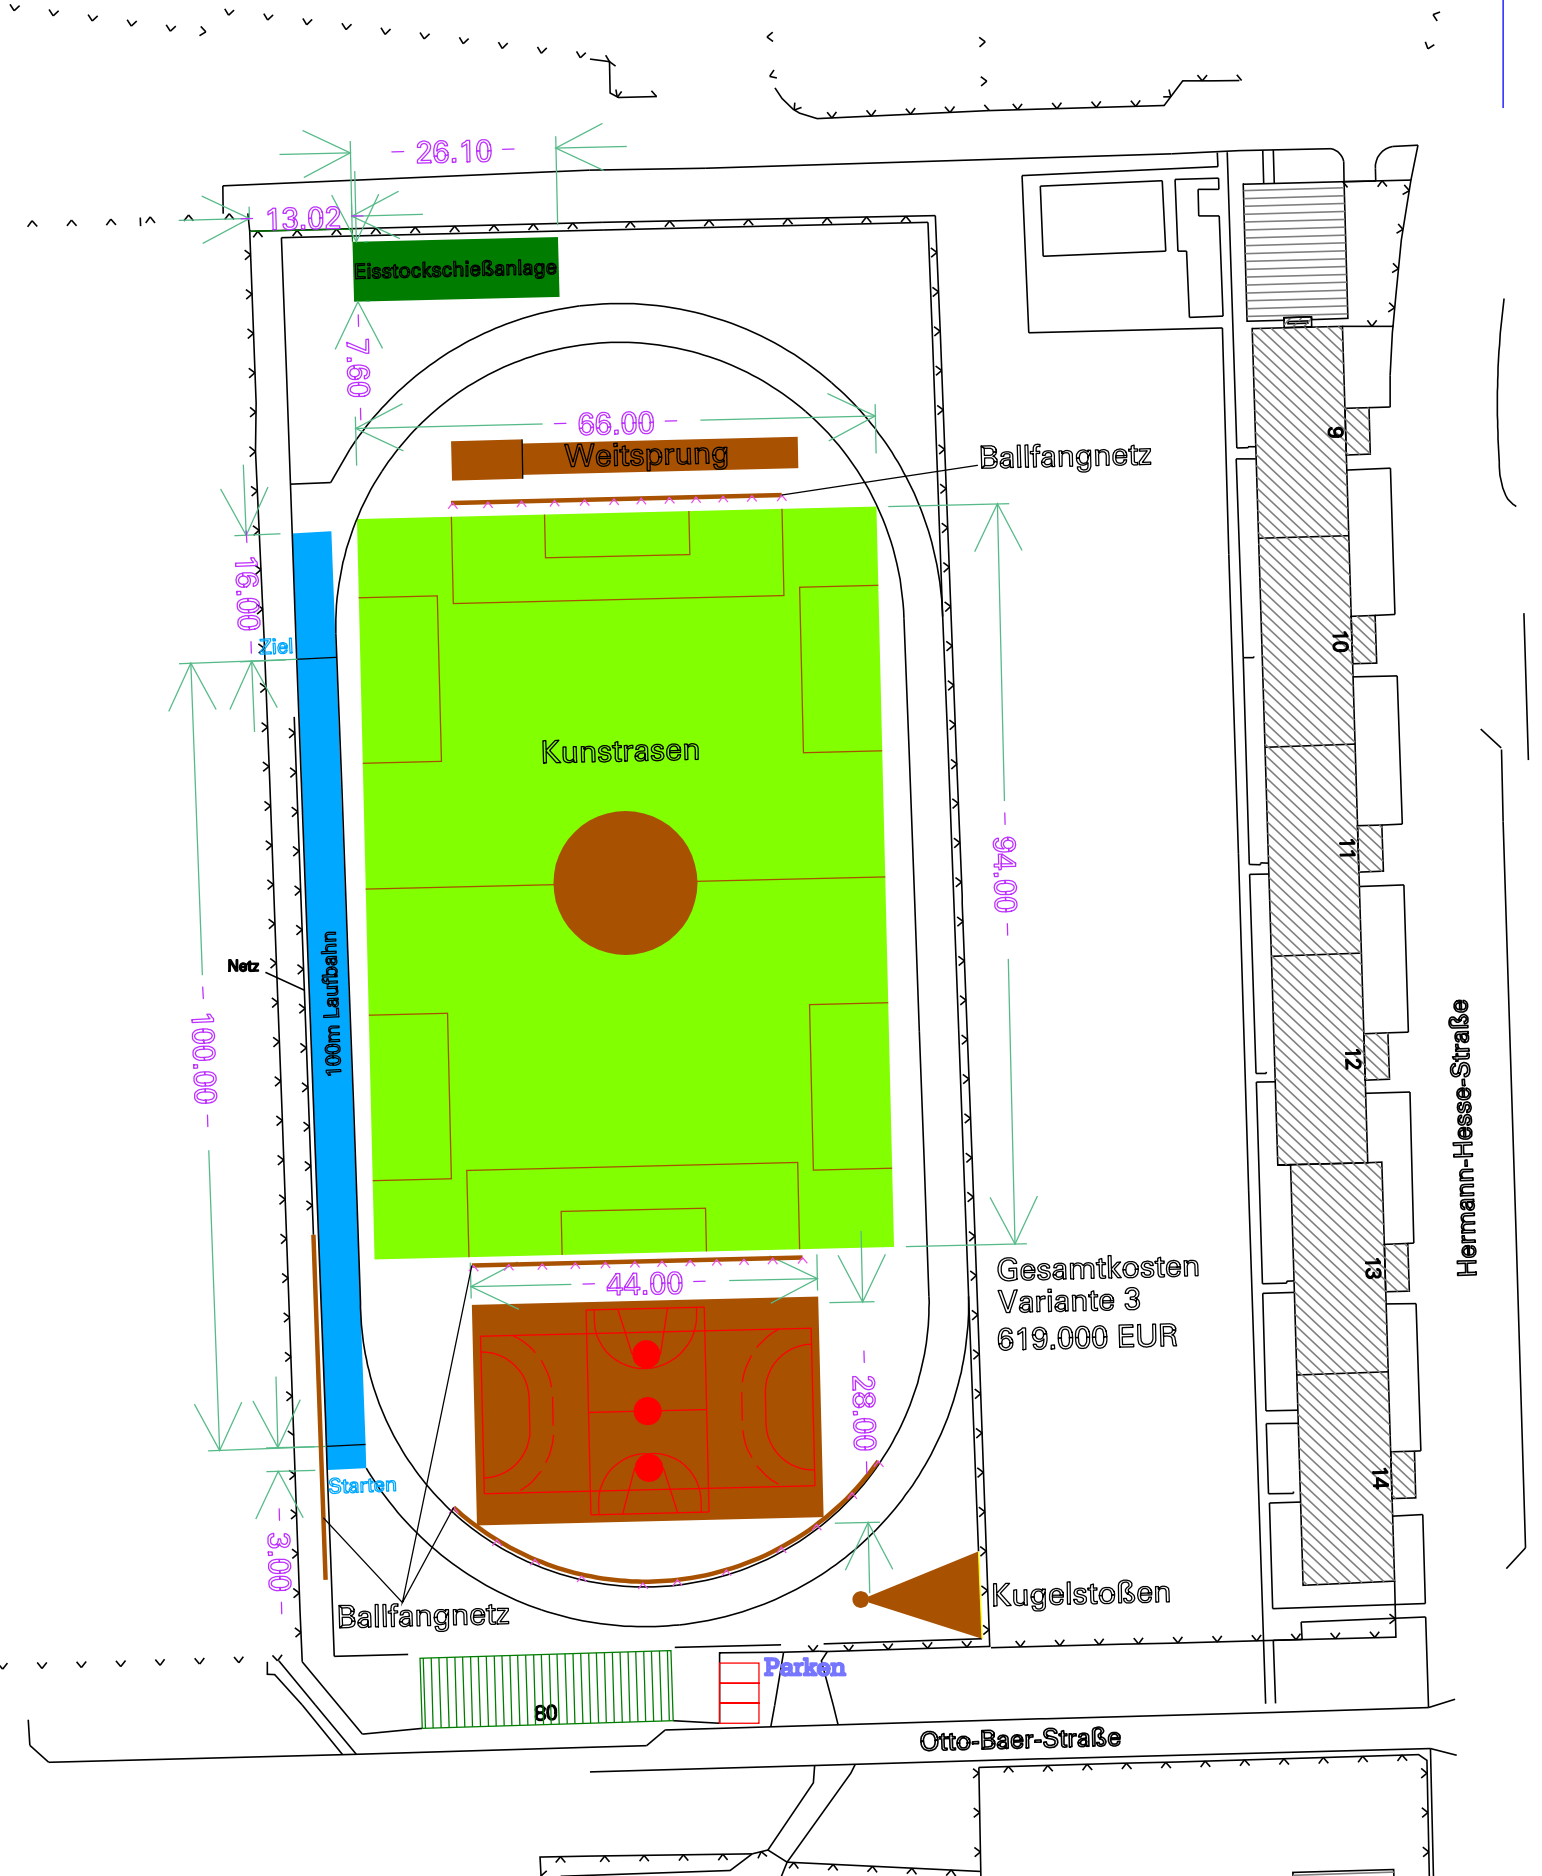 26.10
13.02
Eisstockschießanlage
7.60
66.00
Weitsprung
Ballfangnetz
16.00
Ziel
Kunstrasen
94.00
Netz
100m Laufbahn
100.00
9
10
11
12
13
14
Hermann-Hesse-Straße
44.00
Gesamtkosten
Variante 3
619.000 EUR
28.00
Starten
3.00
Ballfangnetz
Kugelstoßen
Parken
80
Otto-Baer-Straße